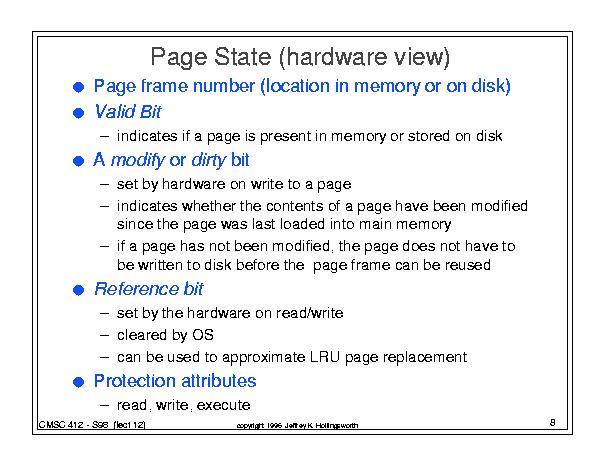 Page State (hardware view)
● Page frame number (location in memory or on disk)
● Valid Bit
– indicates if a page is present in memory or stored on disk
● A modify or dirty bit
– set by hardware on write to a page
– indicates whether the contents of a page have been modified
since the page was last loaded into main memory
– if a page has not been modified, the page does not have to
be written to disk before the page frame can be reused
● Reference bit
– set by the hardware on read/write
– cleared by OS
– can be used to approximate LRU page replacement
● Protection attributes
– read, write, execute
CMSC 412 - S98 (lect 12)
copyright 1996 Jeffrey K. Hollingsworth
8